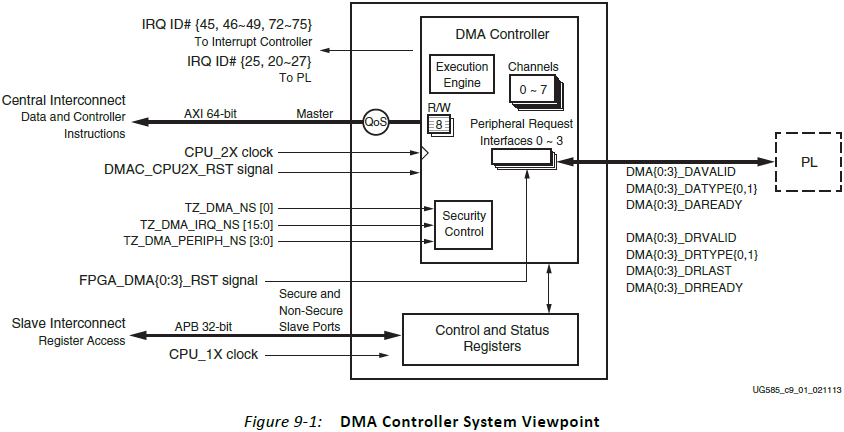 IRQ ID# {45, 46~49, 72~75}
To Interrupt Controller
IRQ ID# {25, 20~27}
To PL
Central Interconnect
Data and Controller
Instructions
AXI 64-bit
Master
QoS
CPU_2X clock
DMAC_CPU2X_RST signal
TZ_DMA_NS [0]
TZ_DMA_IRQ_NS [15:0]
TZ_DMA_PERIPH_NS [3:0]
FPGA_DMA{0:3}_RST signal
Slave Interconnect
Register Access
APB 32-bit
Secure and
Non-Secure
Slave Ports
CPU_1X clock
DMA Controller
Execution
Engine
Channels
0 ~ 7
R/W
8
Peripheral Request
Interfaces 0 ~ 3
Security
Control
Control and Status
Registers
PL
DMA{0:3}_DAVALID
DMA{0:3}_DATYPE{0,1}
DMA{0:3}_DAREADY
DMA{0:3}_DRVALID
DMA{0:3}_DRTYPE{0,1}
DMA{0:3}_DRLAST
DMA{0:3}_DRREADY
UG585_c9_01_021113
Figure 9-1: DMA Controller System Viewpoint